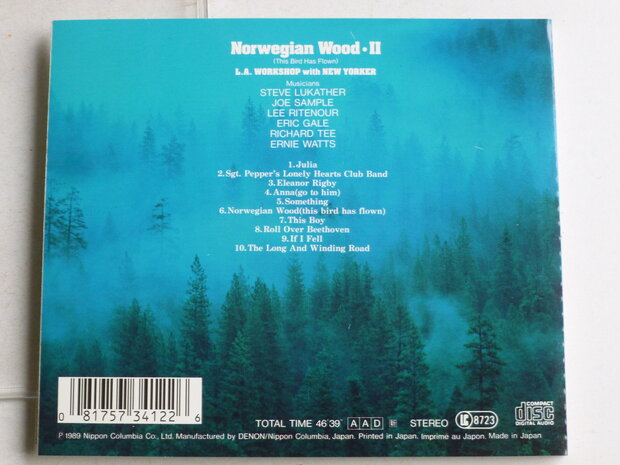 Norwegian Wood•II
(This Bird Has Flown)
L.A. WORKSHOP with NEW YORKER
Musicians
STEVE LUKATHER
JOE SAMPLE
LEE RITENOUR
ERIC GALE
RICHARD TEE
ERNIE WATTS
1.Julia
2.Sgt. Pepper's Lonely Hearts Club Band
3.Eleanor Rigby
4.Anna(go to him)
5.Something
6.Norwegian Wood(this bird has flown)
7.This Boy
8.Roll Over Beethoven
9.If I Fell
10.The Long And Winding Road
0 81757 34122 6
TOTAL TIME 46'39" AAD STEREO LC 8723
COMPACT disc DIGITAL AUDIO
P 1989 Nippon Columbia Co., Ltd. Manufactured by DENON/Nippon Columbia, Japan. Printed in Japan. Imprimé au Japon. Made in Japan